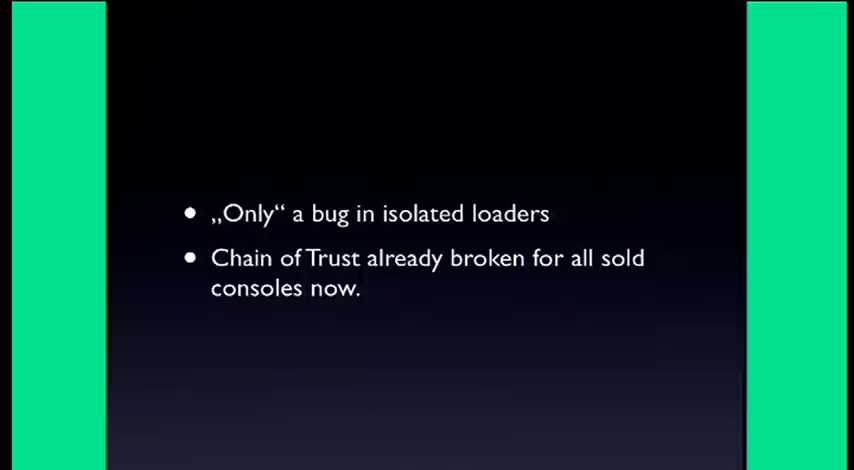 • „Only“ a bug in isolated loaders
• Chain of Trust already broken for all sold
consoles now.